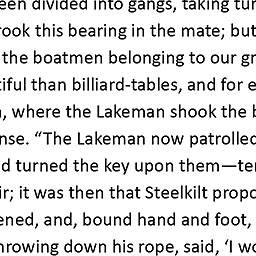 een divided into gangs, taking tur
rook this bearing in the mate; but
the boatmen belonging to our gr
iful than billiard-tables, and for e
, where the Lakeman shook the b
nse. “The Lakeman now patrolled
d turned the key upon them—te
ir; it was then that Steelkilt propo
ened, and, bound hand and foot,
hrowing down his rope, said, ‘I wo